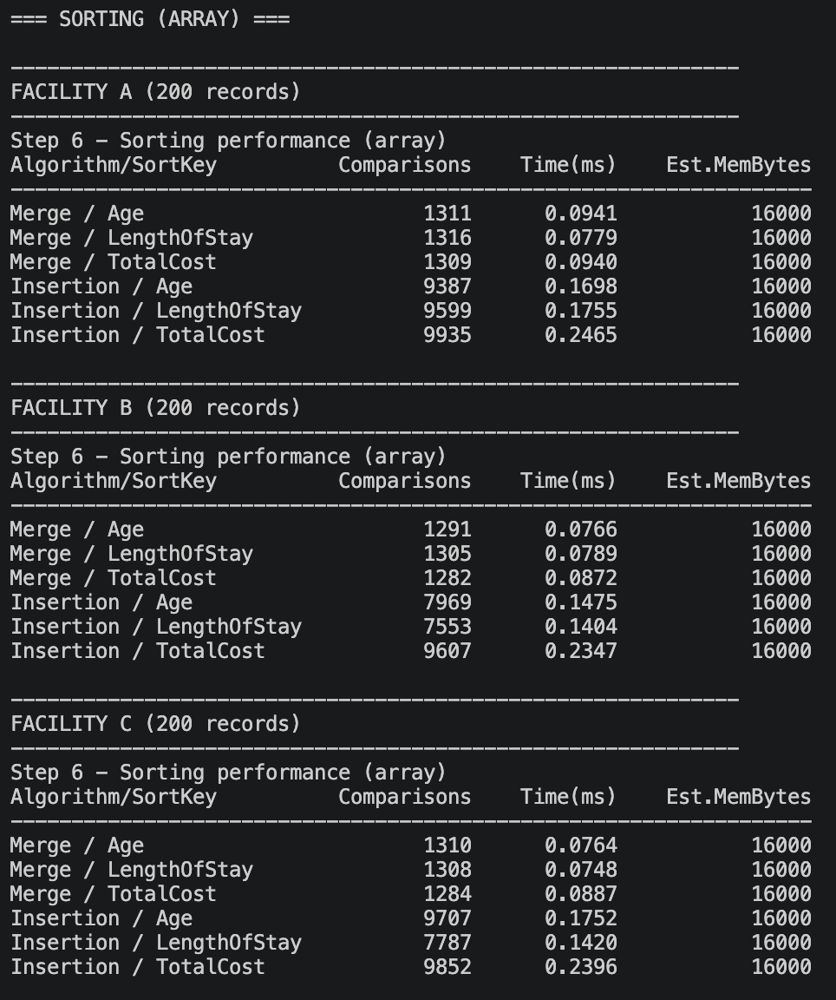 === SORTING (ARRAY) ===
------------------------------------------------------------
FACILITY A (200 records)
------------------------------------------------------------
Step 6 – Sorting performance (array)
Algorithm/SortKey          Comparisons    Time(ms)    Est.MemBytes
------------------------------------------------------------------
Merge / Age                       1311      0.0941           16000
Merge / LengthOfStay              1316      0.0779           16000
Merge / TotalCost                 1309      0.0940           16000
Insertion / Age                   9387      0.1698           16000
Insertion / LengthOfStay          9599      0.1755           16000
Insertion / TotalCost             9935      0.2465           16000
------------------------------------------------------------
FACILITY B (200 records)
------------------------------------------------------------
Step 6 – Sorting performance (array)
Algorithm/SortKey          Comparisons    Time(ms)    Est.MemBytes
------------------------------------------------------------------
Merge / Age                       1291      0.0766           16000
Merge / LengthOfStay              1305      0.0789           16000
Merge / TotalCost                 1282      0.0872           16000
Insertion / Age                   7969      0.1475           16000
Insertion / LengthOfStay          7553      0.1404           16000
Insertion / TotalCost             9607      0.2347           16000
------------------------------------------------------------
FACILITY C (200 records)
------------------------------------------------------------
Step 6 – Sorting performance (array)
Algorithm/SortKey          Comparisons    Time(ms)    Est.MemBytes
------------------------------------------------------------------
Merge / Age                       1310      0.0764           16000
Merge / LengthOfStay              1308      0.0748           16000
Merge / TotalCost                 1284      0.0887           16000
Insertion / Age                   9707      0.1752           16000
Insertion / LengthOfStay          7787      0.1420           16000
Insertion / TotalCost             9852      0.2396           16000